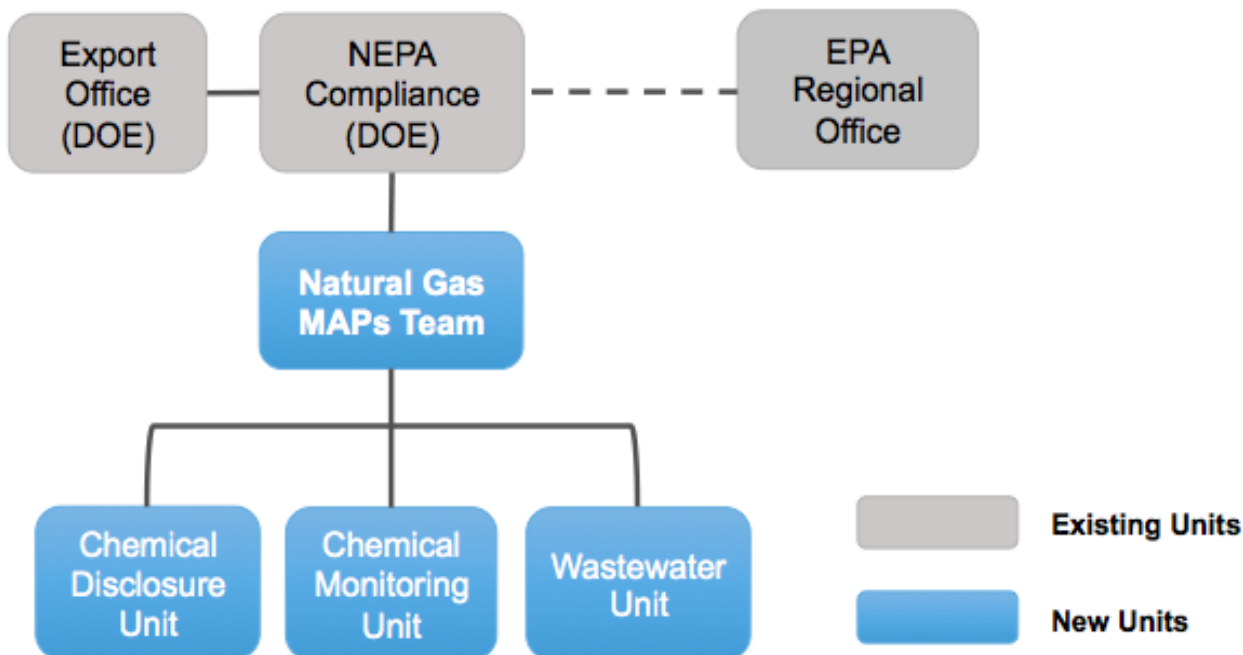 Export
Office
(DOE)
NEPA
Compliance
(DOE)
EPA
Regional
Office
Natural Gas
MAPs Team
Chemical
Disclosure
Unit
Chemical
Monitoring
Unit
Wastewater
Unit
Existing Units
New Units